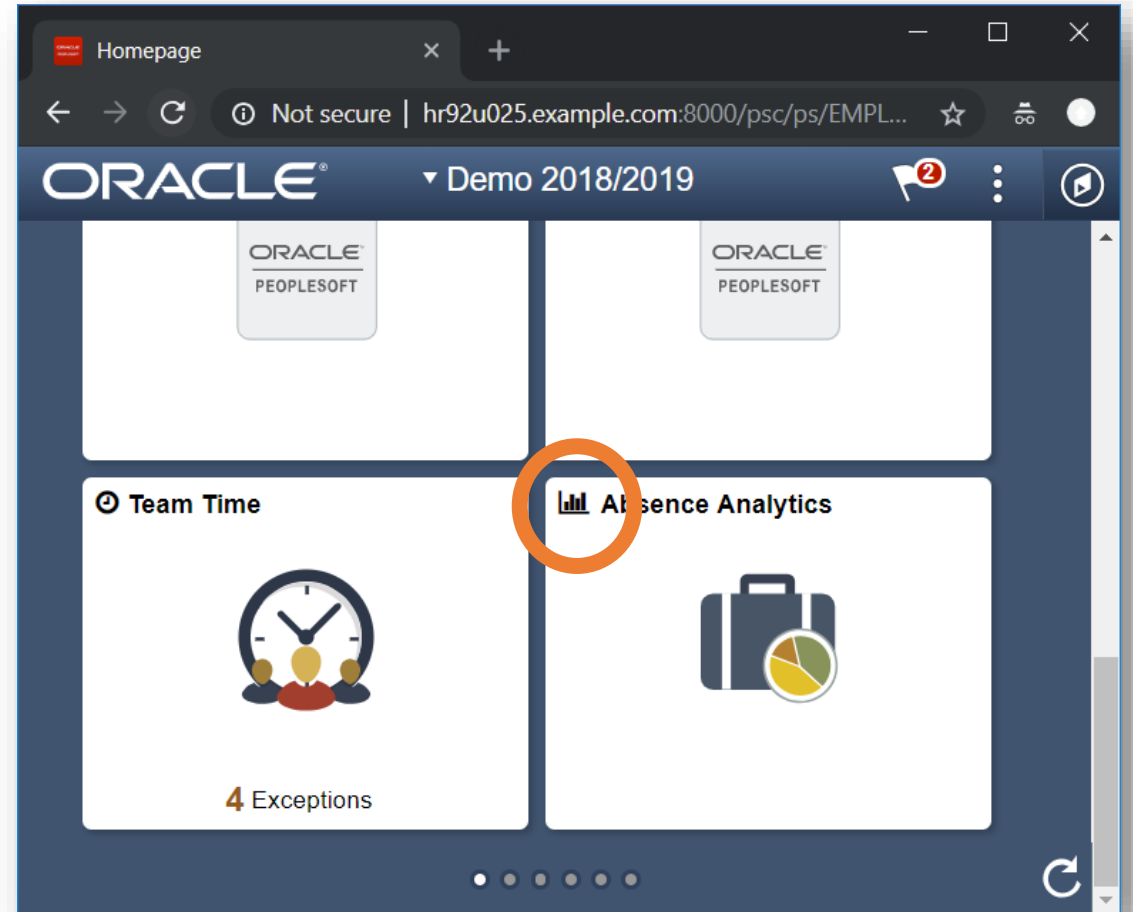 Homepage
Not secure | hr92u025.example.com:8000/psc/ps/EMPL...
ORACLE® Demo 2018/2019 2
ORACLE PEOPLESOFT
ORACLE PEOPLESOFT
Team Time
4 Exceptions
Absence Analytics